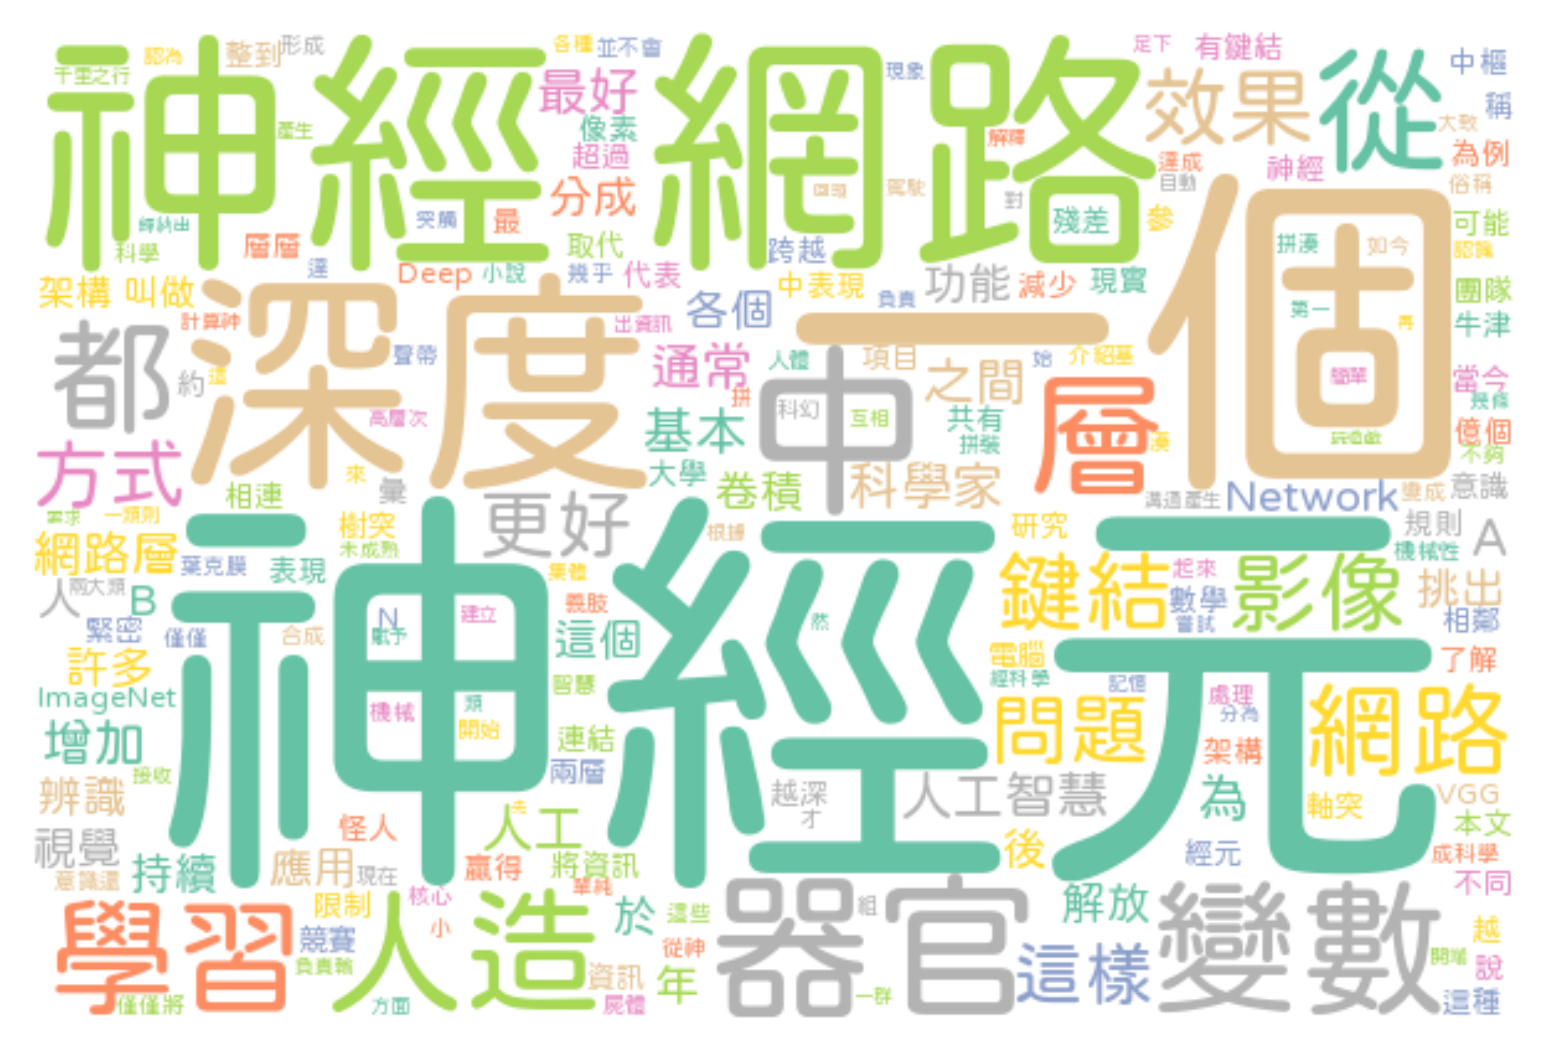 神經網路
從
效果
最好
有鍵結
中樞
稱
大致
為例
俗稱
可能
認識
團隊
牛津
當今
幾條
億個
不夠
意識
千里之行
認為
整到
形成
各種
並不會
現象
足下
產生
像素
超過
分成
突觸
最
歸納出
科學
層層
達
取代
跨越
解釋
駕駛
對
殘差
參
達成
自動
神經
拼湊
如今
架構
叫做
Deep
小說
幾乎
代表
中表現
負責
功能
減少
現實
深度
一個
計算神
出資訊
各個
第一
再
簡單
都
約
這
聲帶
高層次
通常
拼
人體
項目
始
介紹基
之間
中
科幻
互相
共有
拼裝
層
湊
方式
來
彙
基本
大學
卷積
科學家
相連
更好
Network
變成
溝通
產生
需求
一類則
樹突
未成熟
根據
研究
規則
機械性
A
網路層
葉克膜
表現
集體
鍵結
起來
影像
挑出
人
兩大類
B
義肢
數學
嘗試
相鄰
緊密
僅僅
合成
N
賦予
建立
這個
然
神經元
許多
智慧
電腦
經科學
記憶
處理
分為
了解
ImageNet
機械
類
開始
問題
網路
增加
連結
架構
接收
兩層
越深
才
人工智慧
為
軸突
VGG
辨識
本文
怪人
人工
去
後
經元
成科學
視覺
意識還
持續
應用
現在
贏得
將資訊
單純
不同
學習
限制
核心
人造
於
這些
器官
組
解放
變數
競賽
小
從神
越
開端
負責輸
資訊
年
這樣
說
僅僅將
方面
屍體
一群
這種